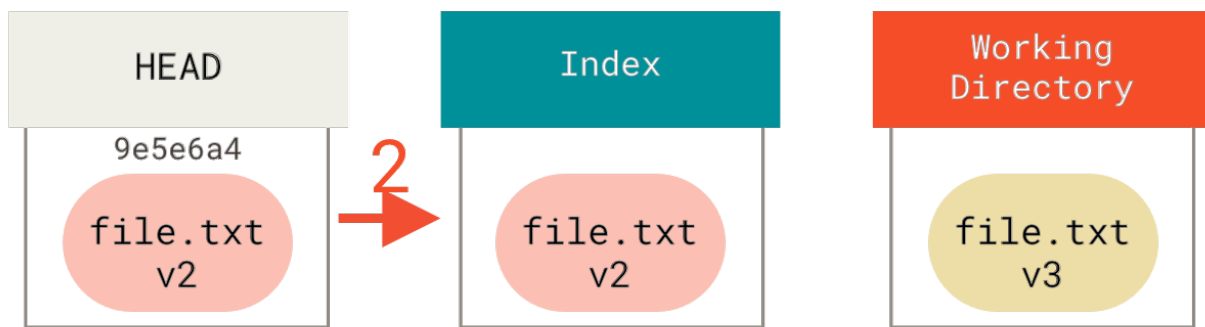 HEAD
Index
Working
Directory
9e5e6a4
2
file.txt
v2
file.txt
v2
file.txt
v3